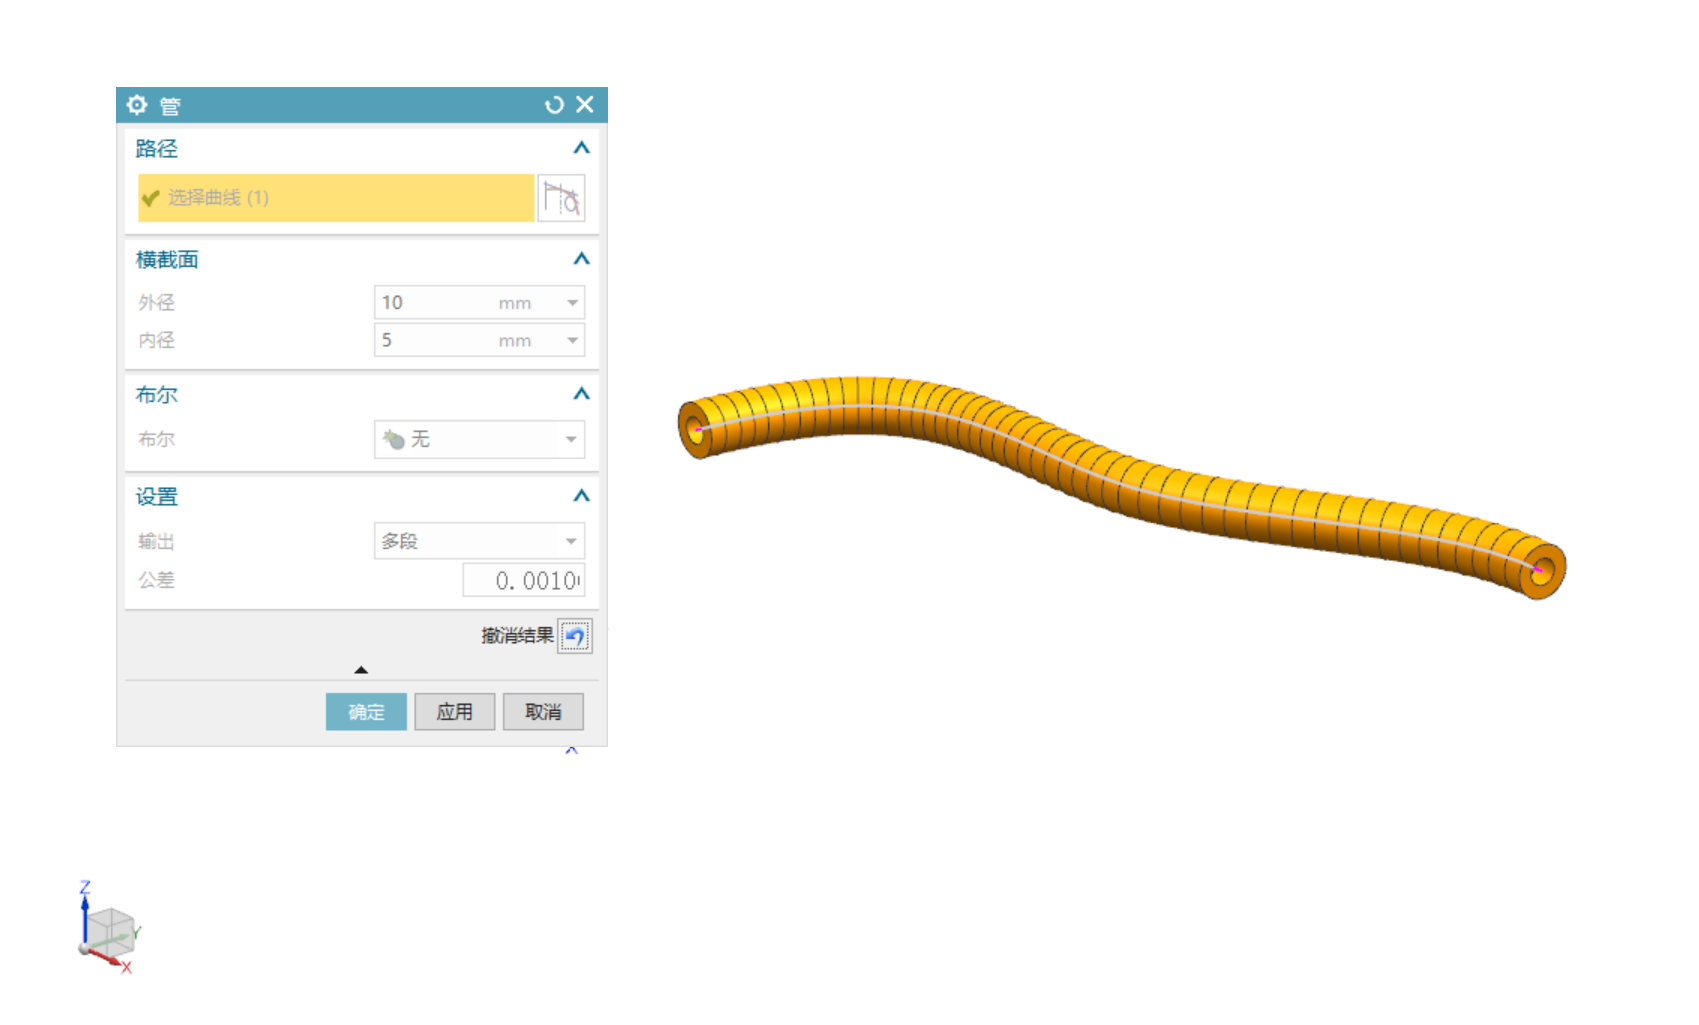 管
路径
选择曲线 (1)
横截面
外径 10 mm
内径 5 mm
布尔
布尔 无
设置
输出 多段
公差 0.0010
撤消结果
确定 应用 取消
Z
Y
X